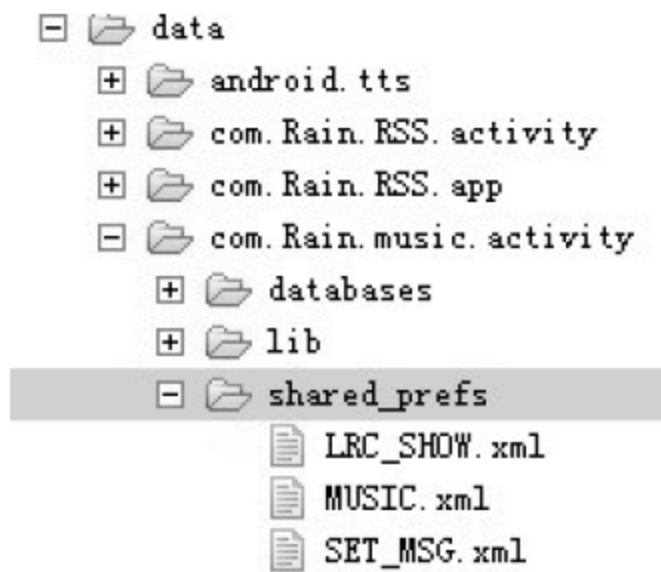 data
android.tts
com.Rain.RSS.activity
com.Rain.RSS.app
com.Rain.music.activity
databases
lib
shared_prefs
LRC_SHOW.xml
MUSIC.xml
SET_MSG.xml